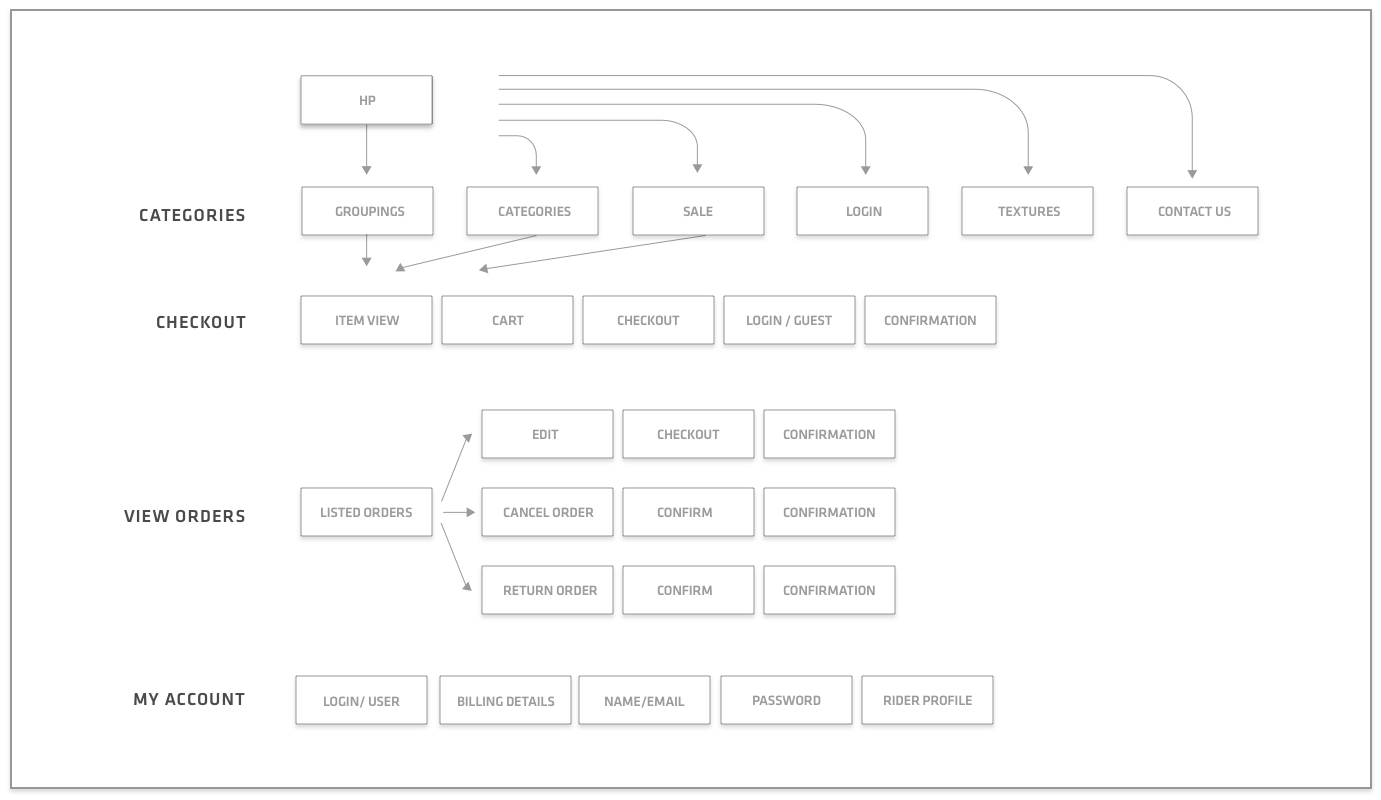 HP
CATEGORIES
GROUPINGS
CATEGORIES
SALE
LOGIN
TEXTURES
CONTACT US
CHECKOUT
ITEM VIEW
CART
CHECKOUT
LOGIN / GUEST
CONFIRMATION
EDIT
CHECKOUT
CONFIRMATION
VIEW ORDERS
LISTED ORDERS
CANCEL ORDER
CONFIRM
CONFIRMATION
RETURN ORDER
CONFIRM
CONFIRMATION
MY ACCOUNT
LOGIN/ USER
BILLING DETAILS
NAME/EMAIL
PASSWORD
RIDER PROFILE